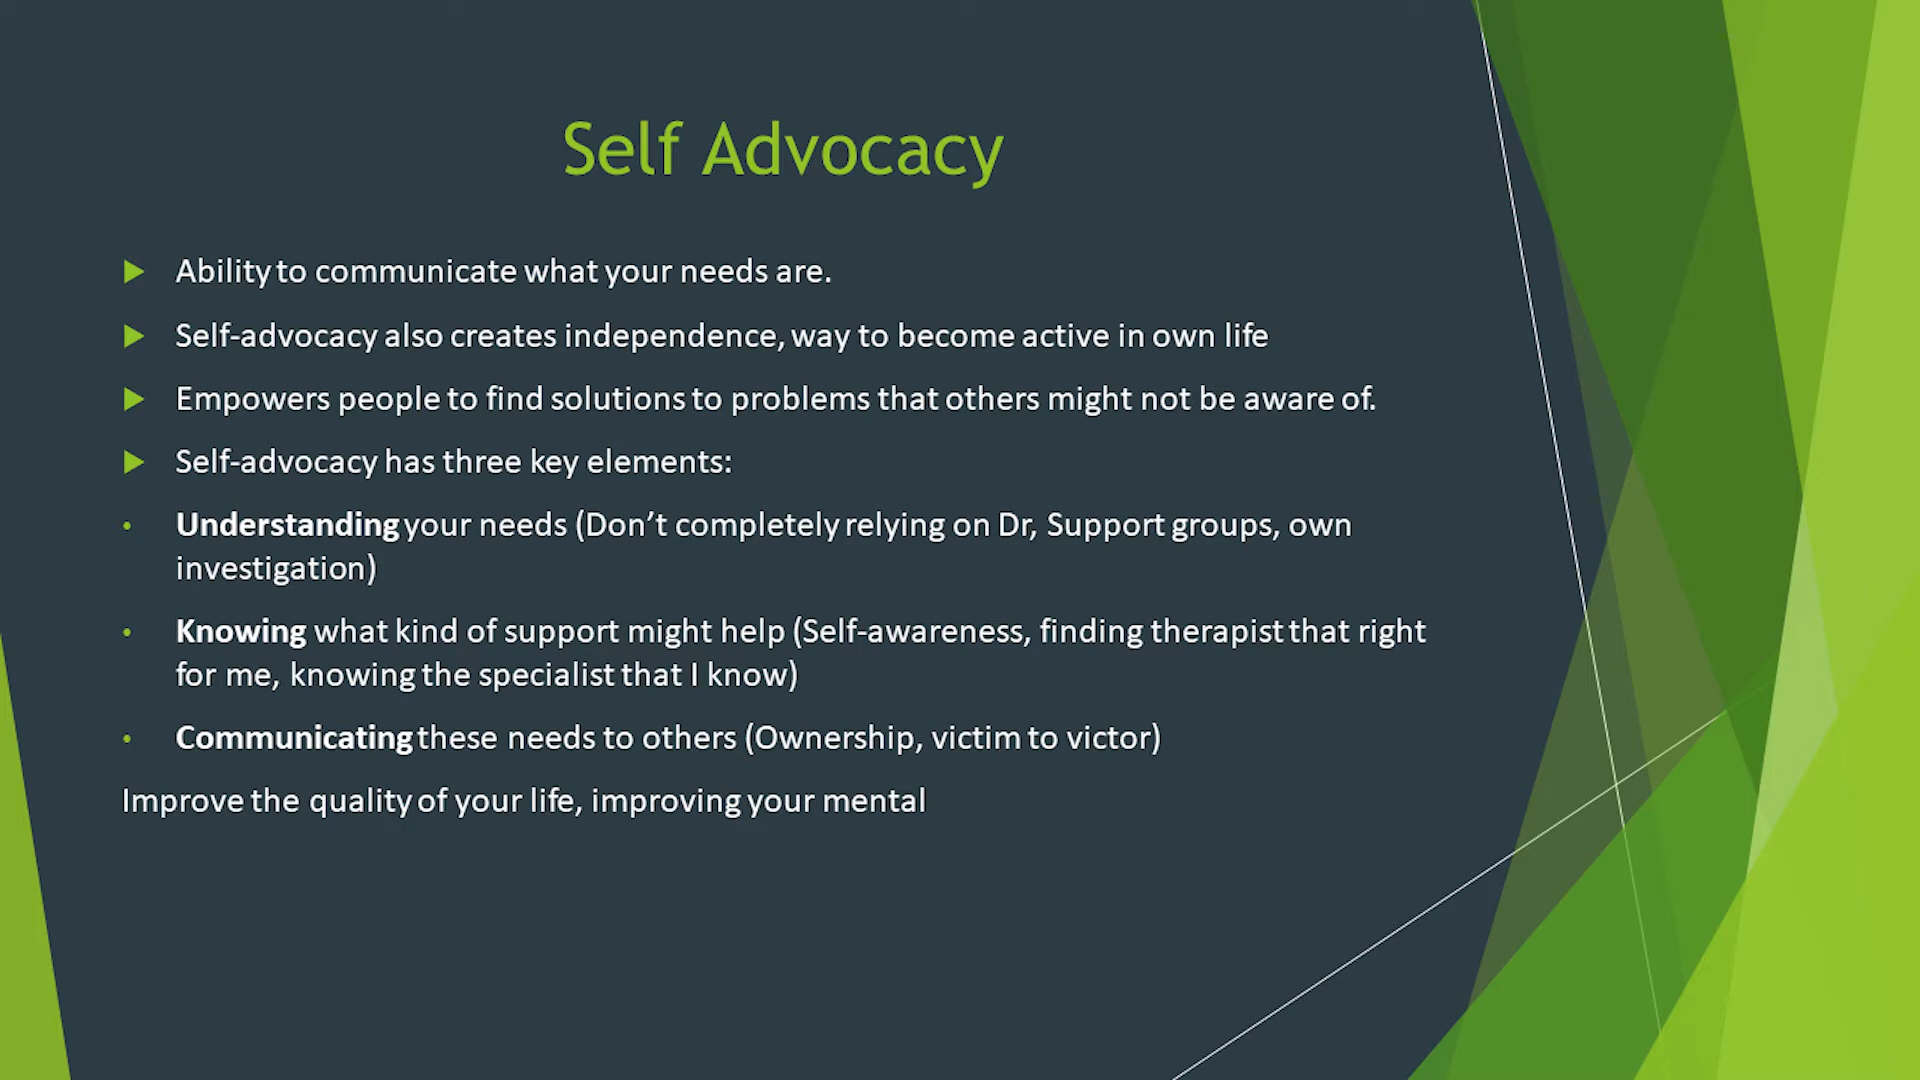 Self Advocacy
Ability to communicate what your needs are.
Self-advocacy also creates independence, way to become active in own life
Empowers people to find solutions to problems that others might not be aware of.
Self-advocacy has three key elements:
Understanding your needs (Don’t completely relying on Dr, Support groups, own
investigation)
Knowing what kind of support might help (Self-awareness, finding therapist that right
for me, knowing the specialist that I know)
Communicating these needs to others (Ownership, victim to victor)
Improve the quality of your life, improving your mental